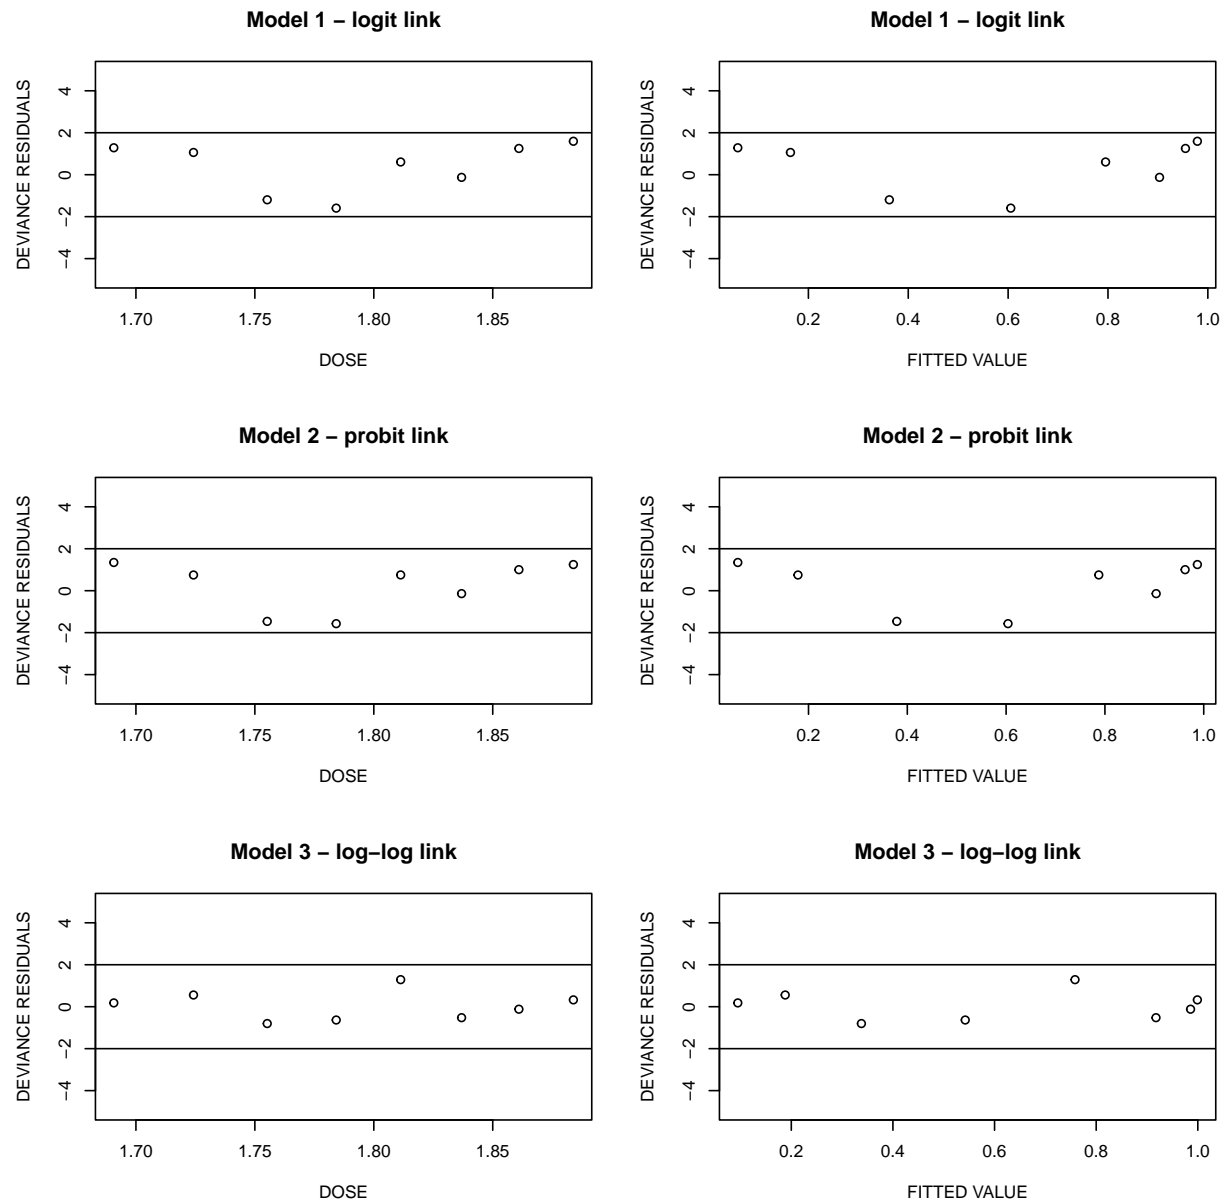 Model 1 − logit link
DEVIANCE RESIDUALS
4
2
0
−2
−4
1.70 1.75 1.80 1.85
DOSE
Model 1 − logit link
DEVIANCE RESIDUALS
4
2
0
−2
−4
0.2 0.4 0.6 0.8 1.0
FITTED VALUE
Model 2 − probit link
DEVIANCE RESIDUALS
4
2
0
−2
−4
1.70 1.75 1.80 1.85
DOSE
Model 2 − probit link
DEVIANCE RESIDUALS
4
2
0
−2
−4
0.2 0.4 0.6 0.8 1.0
FITTED VALUE
Model 3 − log−log link
DEVIANCE RESIDUALS
4
2
0
−2
−4
1.70 1.75 1.80 1.85
DOSE
Model 3 − log−log link
DEVIANCE RESIDUALS
4
2
0
−2
−4
0.2 0.4 0.6 0.8 1.0
FITTED VALUE